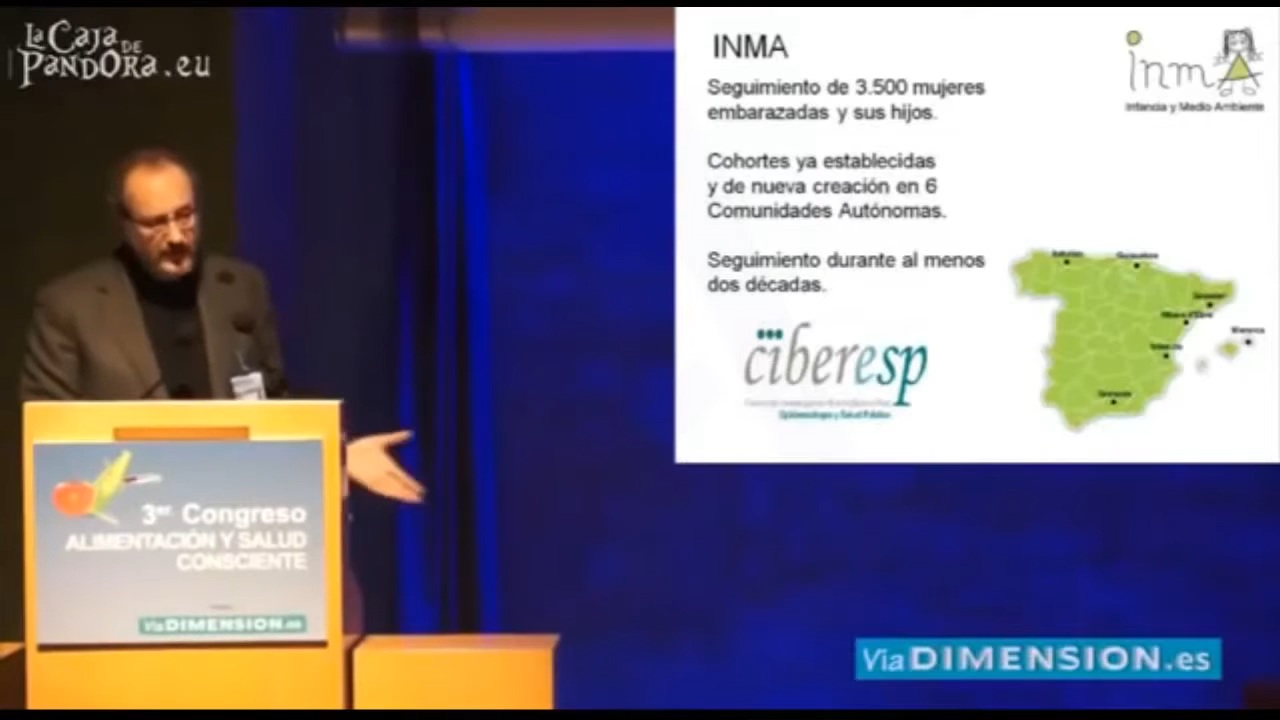 La Caja
DE
PANDORA.eu
INMA
Seguimiento de 3.500 mujeres
embarazadas y sus hijos.
Cohortes ya establecidas
y de nueva creación en 6
Comunidades Autónomas.
Seguimiento durante al menos
dos décadas.
inmA
Infancia y Medio Ambiente
ciberesp
Epidemiología y Salud Pública
3er Congreso
ALIMENTACIÓN Y SALUD
CONSCIENTE
ViaDIMENSION.es
ViaDIMENSION.es